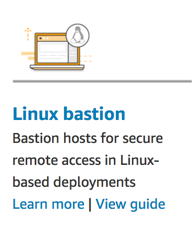 Linux bastion
Bastion hosts for secure
remote access in Linux-
based deployments
Learn more | View guide